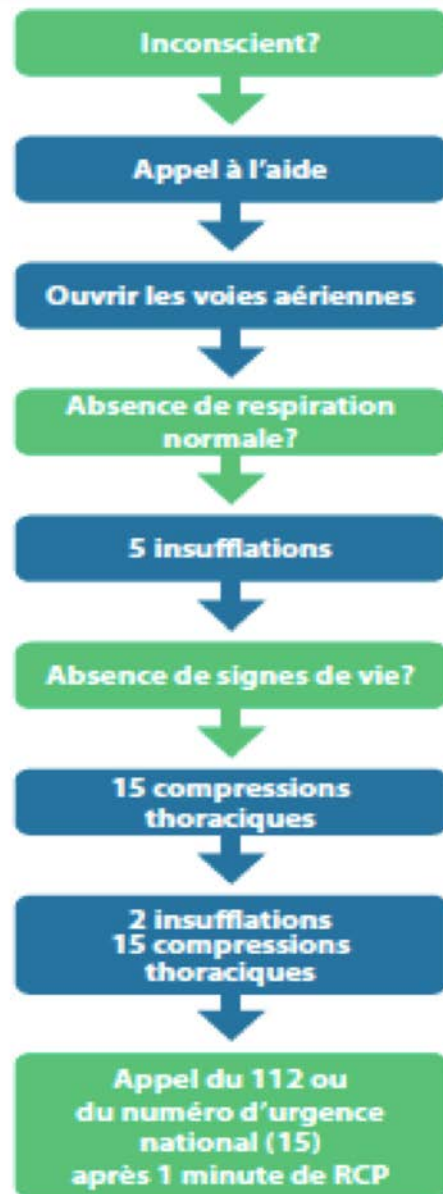 Inconscient?
Appel à l'aide
Ouvrir les voies aériennes
Absence de respiration
normale?
5 insufflations
Absence de signes de vie?
15 compressions
thoraciques
2 insufflations
15 compressions
thoraciques
Appel du 112 ou
du numéro d'urgence
national (15)
après 1 minute de RCP